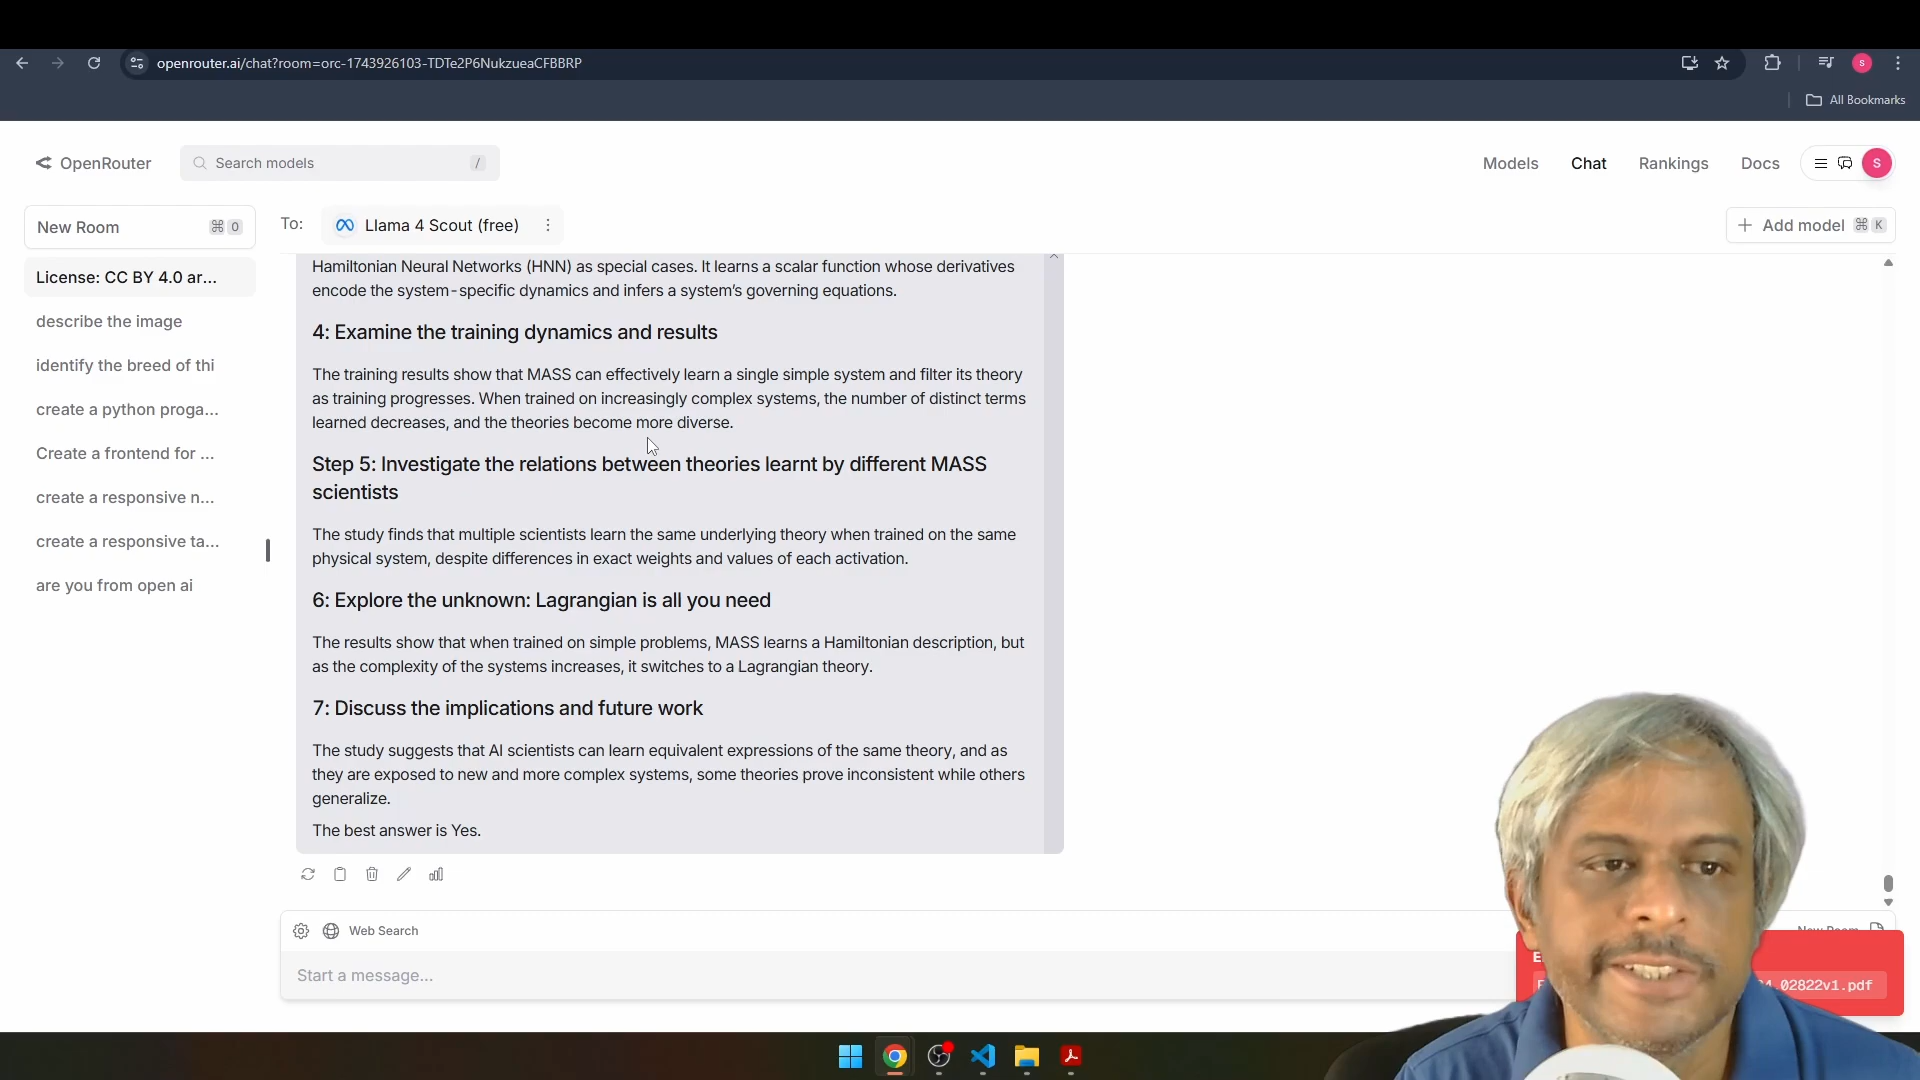 openrouter.ai/chat?room=orc-1743926103-TDTe2P6NukzueaCFBBRP
S
All Bookmarks
OpenRouter
Search models
/
Models
Chat
Rankings
Docs
S
New Room
⌘ 0
To:
Llama 4 Scout (free)
+ Add model ⌘ K
License: CC BY 4.0 ar...
describe the image
identify the breed of thi
create a python proga...
Create a frontend for ...
create a responsive n...
create a responsive ta...
are you from open ai
Hamiltonian Neural Networks (HNN) as special cases. It learns a scalar function whose derivatives
encode the system-specific dynamics and infers a system's governing equations.
4: Examine the training dynamics and results
The training results show that MASS can effectively learn a single simple system and filter its theory
as training progresses. When trained on increasingly complex systems, the number of distinct terms
learned decreases, and the theories become more diverse.
Step 5: Investigate the relations between theories learnt by different MASS
scientists
The study finds that multiple scientists learn the same underlying theory when trained on the same
physical system, despite differences in exact weights and values of each activation.
6: Explore the unknown: Lagrangian is all you need
The results show that when trained on simple problems, MASS learns a Hamiltonian description, but
as the complexity of the systems increases, it switches to a Lagrangian theory.
7: Discuss the implications and future work
The study suggests that AI scientists can learn equivalent expressions of the same theory, and as
they are exposed to new and more complex systems, some theories prove inconsistent while others
generalize.
The best answer is Yes.
Web Search
New Room
Start a message...
.02822v1.pdf